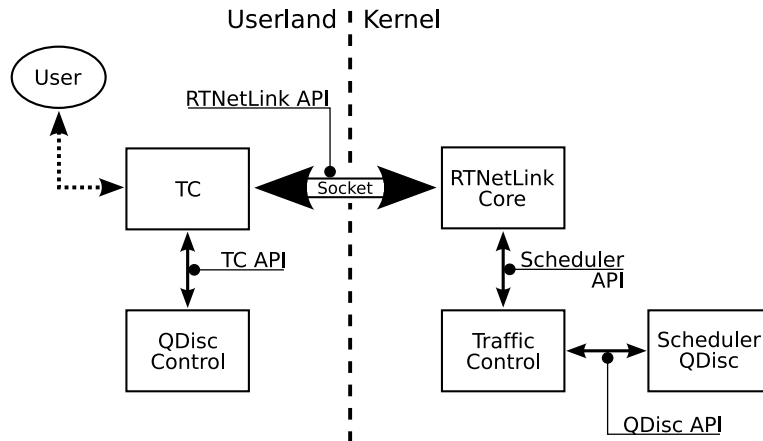 Userland
Kernel
User
RTNetLink API
TC
Socket
RTNetLink
Core
TC API
Scheduler
API
QDisc
Control
Traffic
Control
Scheduler
QDisc
QDisc API